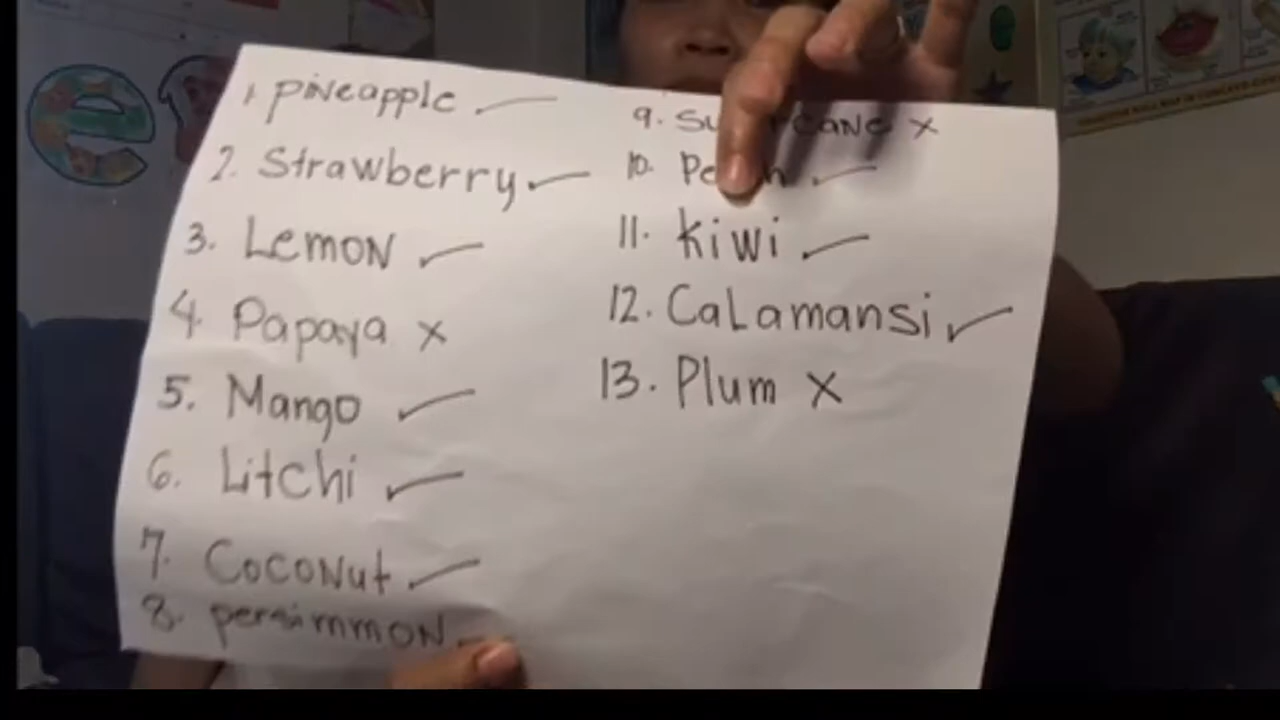 1. pineapple ✓
2. Strawberry ✓
3. Lemon ✓
4. Papaya x
5. Mango ✓
6. Litchi ✓
7. Coconut ✓
8. persimmon
9. cane x
10. ✓
11. kiwi ✓
12. Calamansi ✓
13. Plum x
e